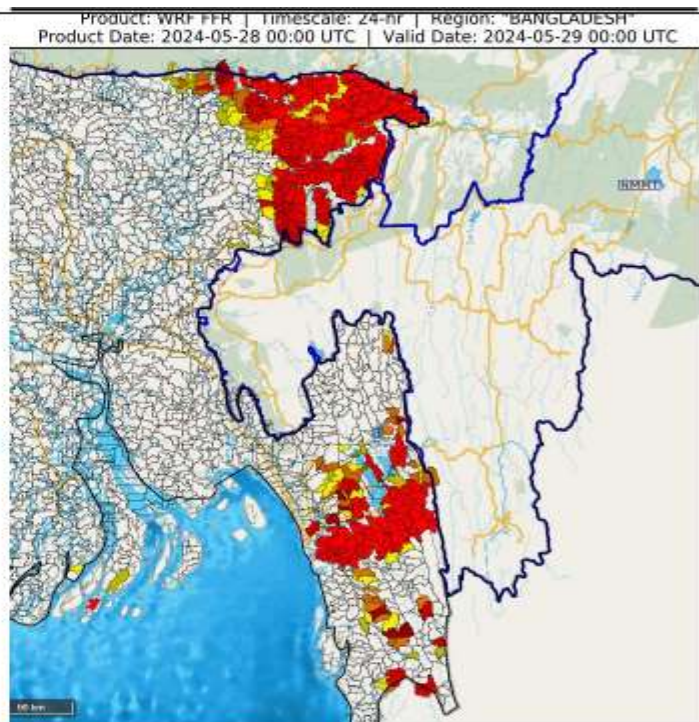 Product: WRF FFR | Timescale: 24-hr | Region: "BANGLADESH"
Product Date: 2024-05-28 00:00 UTC | Valid Date: 2024-05-29 00:00 UTC